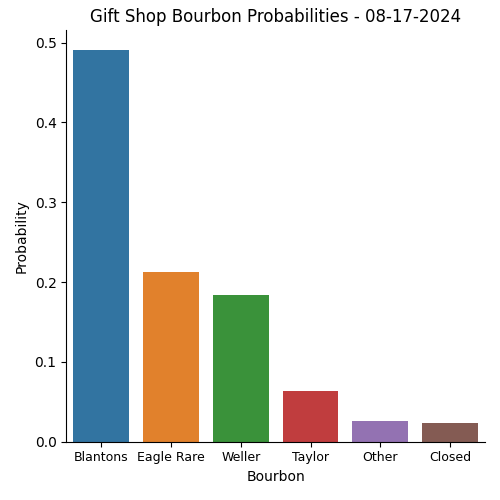 Gift Shop Bourbon Probabilities - 08-17-2024
Probability
0.5
0.4
0.3
0.2
0.1
0.0
Blantons Eagle Rare Weller Taylor Other Closed
Bourbon